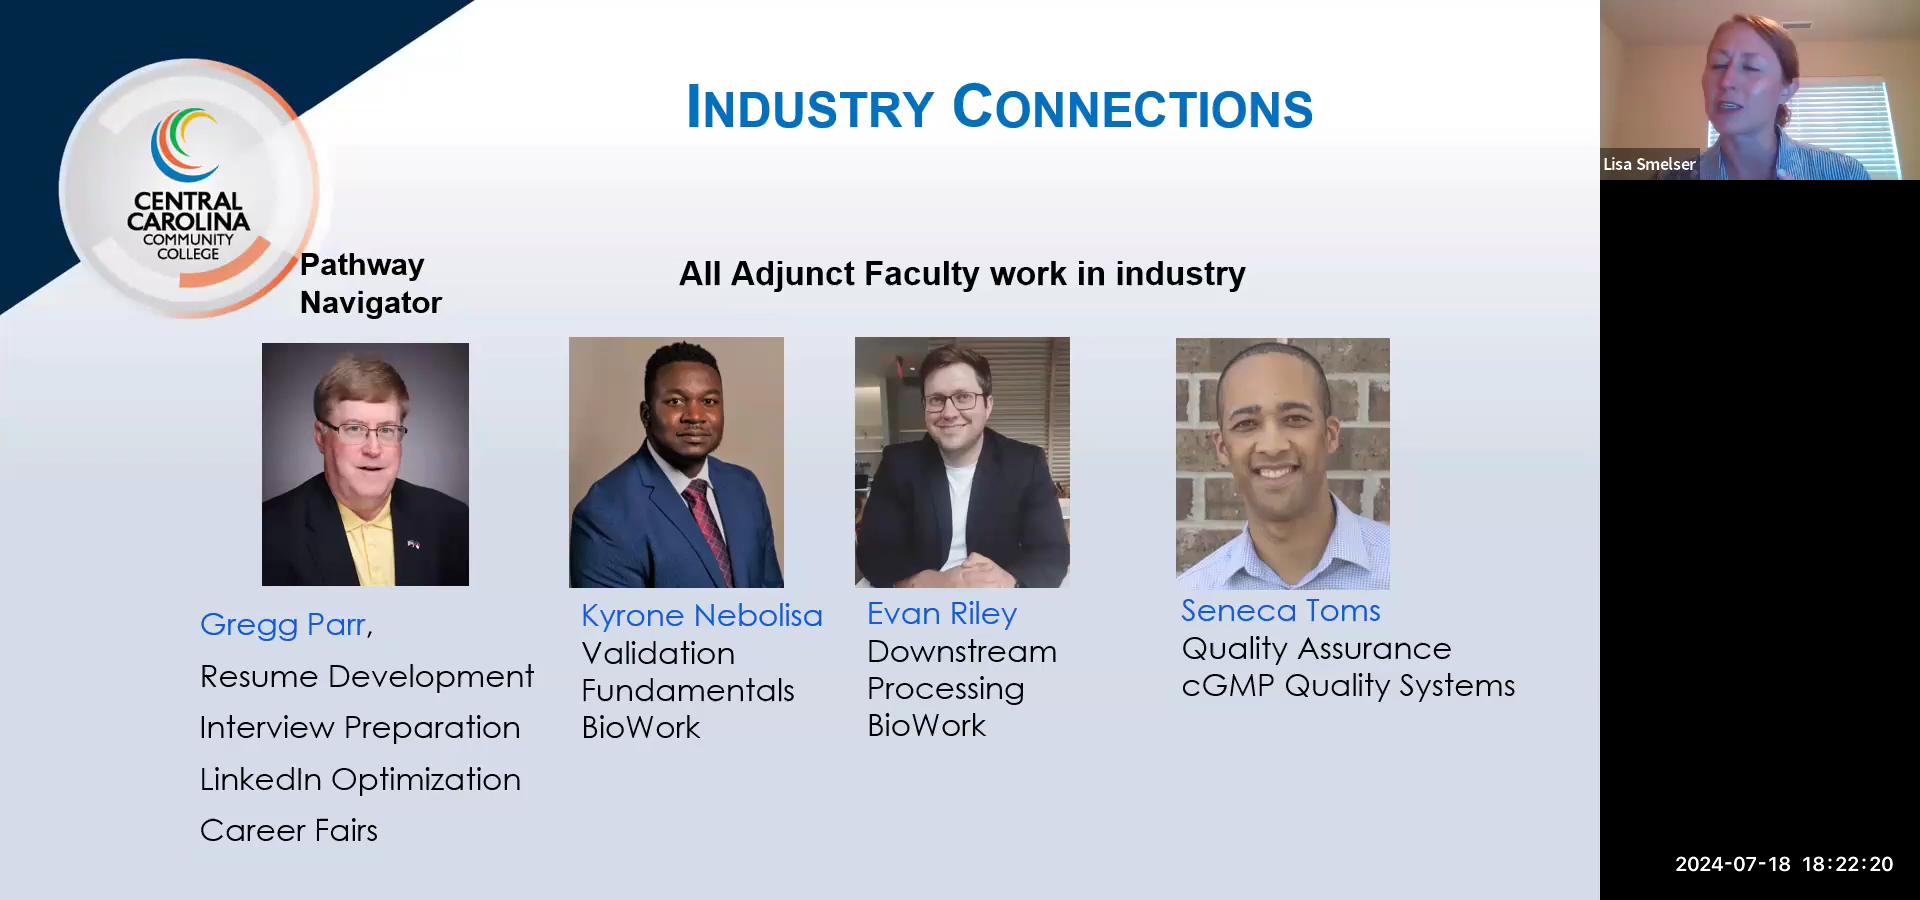 INDUSTRY CONNECTIONS
CENTRAL
CAROLINA
COMMUNITY
COLLEGE
Pathway
Navigator
All Adjunct Faculty work in industry
Gregg Parr,
Resume Development
Interview Preparation
LinkedIn Optimization
Career Fairs
Kyrone Nebolisa
Validation
Fundamentals
BioWork
Evan Riley
Downstream
Processing
BioWork
Seneca Toms
Quality Assurance
cGMP Quality Systems
Lisa Smelser
2024-07-18 18:22:20